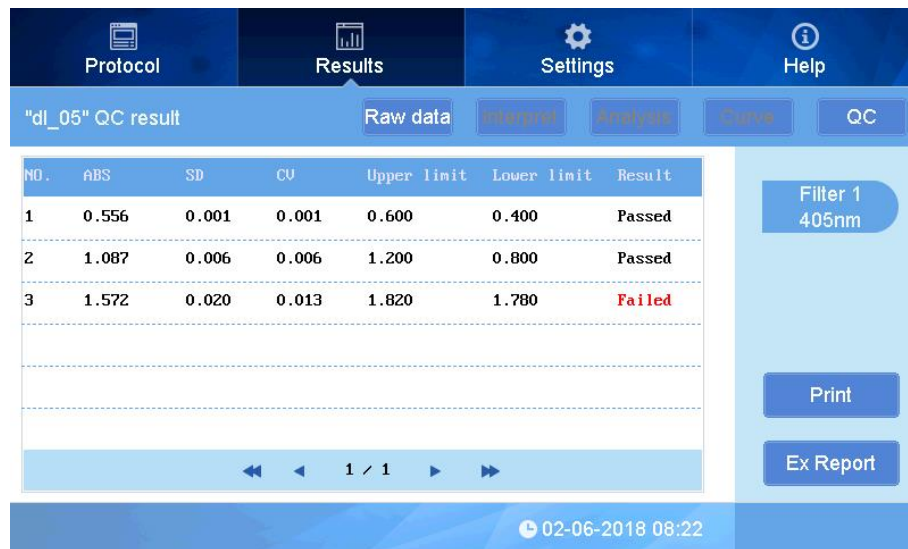 Protocol Results Settings Help
"dl_05" QC result Raw data Interpret Analysis Curve QC
NO. ABS SD CV Upper limit Lower limit Result
1 0.556 0.001 0.001 0.600 0.400 Passed
2 1.087 0.006 0.006 1.200 0.800 Passed
3 1.572 0.020 0.013 1.820 1.780 Failed
Filter 1
405nm
Print
1 / 1
Ex Report
02-06-2018 08:22